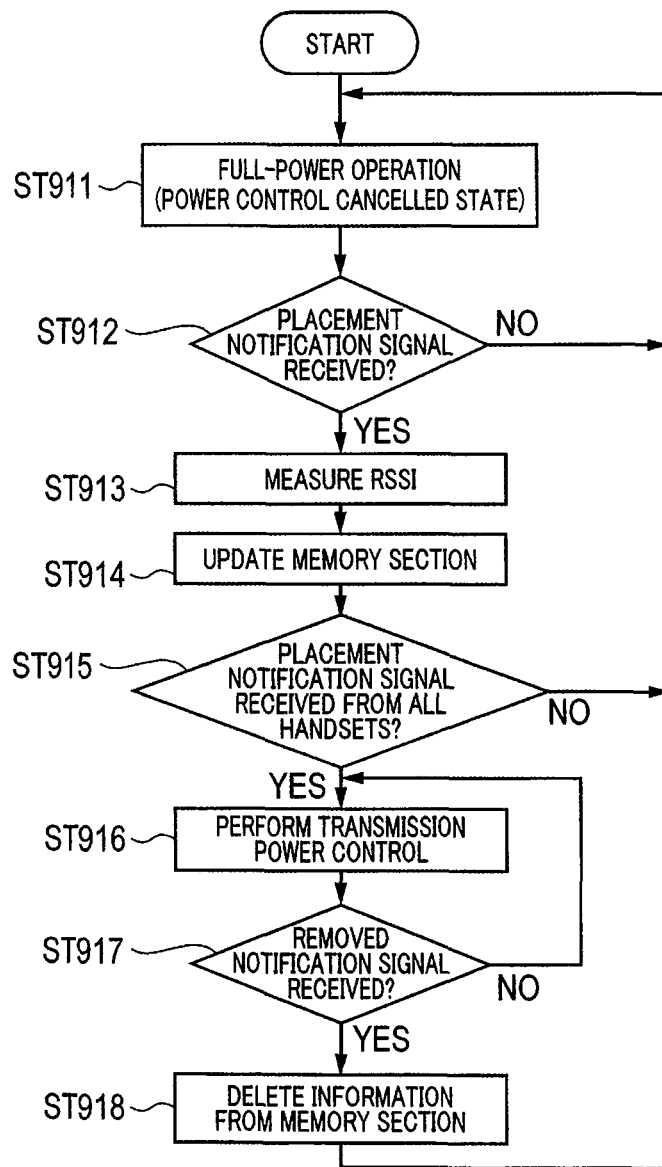 START
ST911
FULL-POWER OPERATION
(POWER CONTROL CANCELLED STATE)
ST912
PLACEMENT
NOTIFICATION SIGNAL
RECEIVED?
NO
YES
ST913
MEASURE RSSI
ST914
UPDATE MEMORY SECTION
ST915
PLACEMENT
NOTIFICATION SIGNAL
RECEIVED FROM ALL
HANDSETS?
NO
YES
ST916
PERFORM TRANSMISSION
POWER CONTROL
ST917
REMOVED
NOTIFICATION SIGNAL
RECEIVED?
NO
YES
ST918
DELETE INFORMATION
FROM MEMORY SECTION